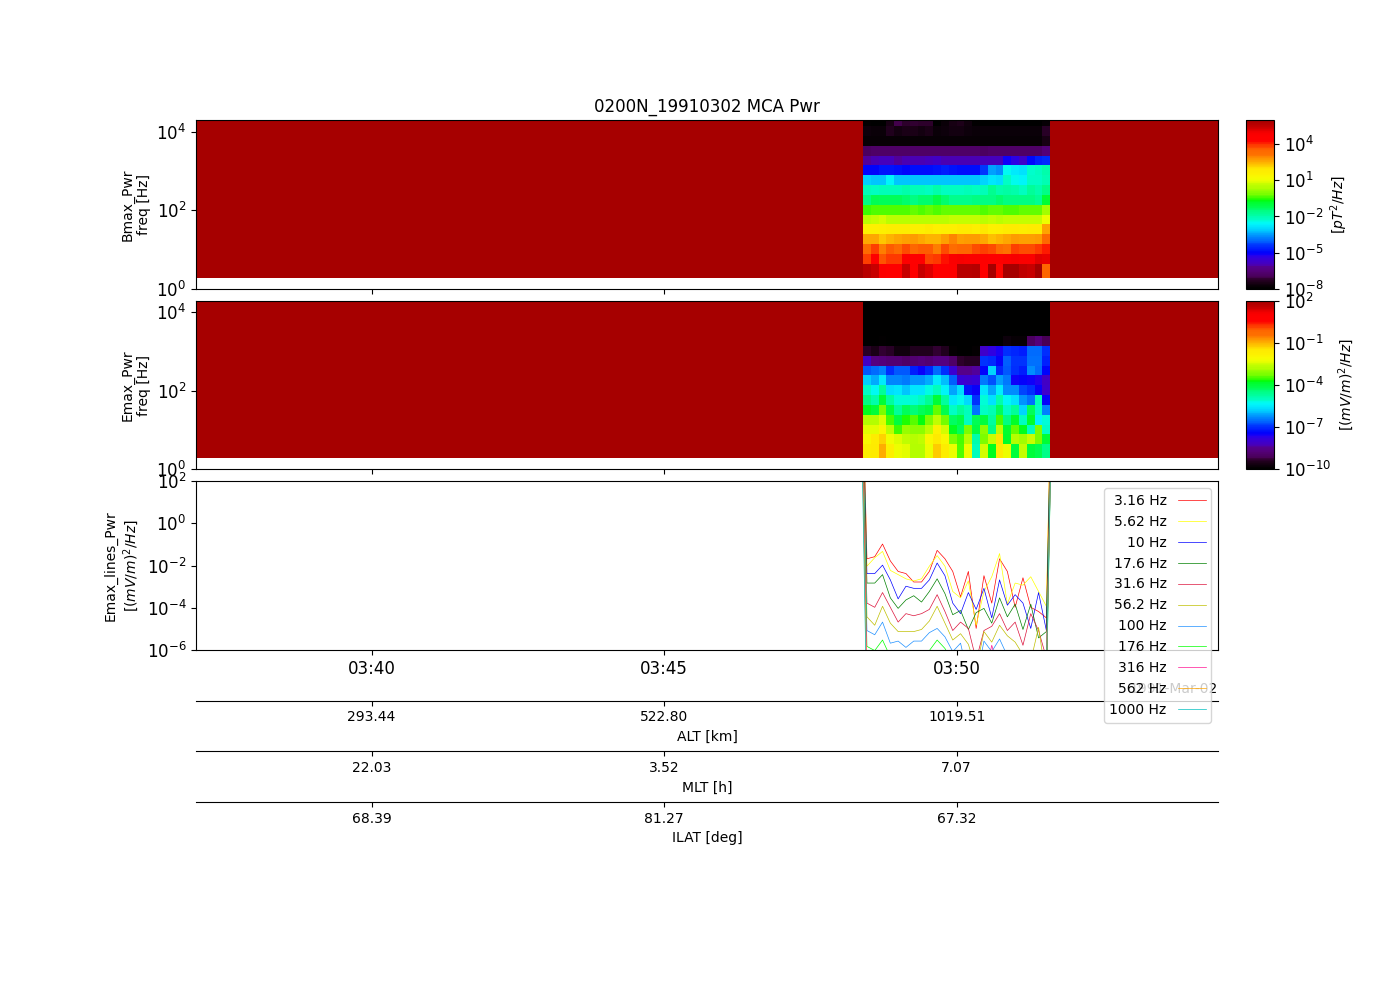 0200N_19910302 MCA Pwr
Bmax_Pwr
freq [Hz]
10^4
10^2
10^0
10^4
10^1
10^-2
10^-5
10^-8
[pT^2/Hz]
Emax_Pwr
freq [Hz]
10^4
10^2
10^0
10^2
10^-1
10^-4
10^-7
10^-10
[(mV/m)^2/Hz]
Emax_lines_Pwr
[(mV/m)^2/Hz]
10^2
10^0
10^-2
10^-4
10^-6
3.16 Hz
5.62 Hz
10 Hz
17.6 Hz
31.6 Hz
56.2 Hz
100 Hz
176 Hz
316 Hz
562 Hz
1000 Hz
03:40 03:45 03:50
-Mar-02
293.44 522.80 1019.51
ALT [km]
22.03 3.52 7.07
MLT [h]
68.39 81.27 67.32
ILAT [deg]